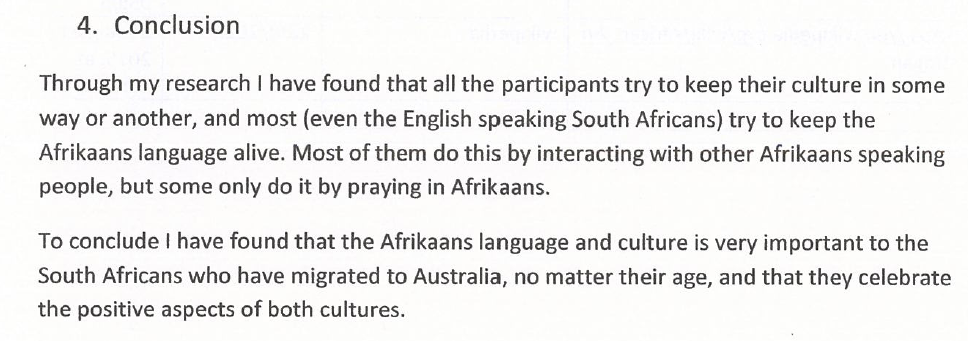 4. Conclusion
Through my research I have found that all the participants try to keep their culture in some
way or another, and most (even the English speaking South Africans) try to keep the
Afrikaans language alive. Most of them do this by interacting with other Afrikaans speaking
people, but some only do it by praying in Afrikaans.
To conclude I have found that the Afrikaans language and culture is very important to the
South Africans who have migrated to Australia, no matter their age, and that they celebrate
the positive aspects of both cultures.